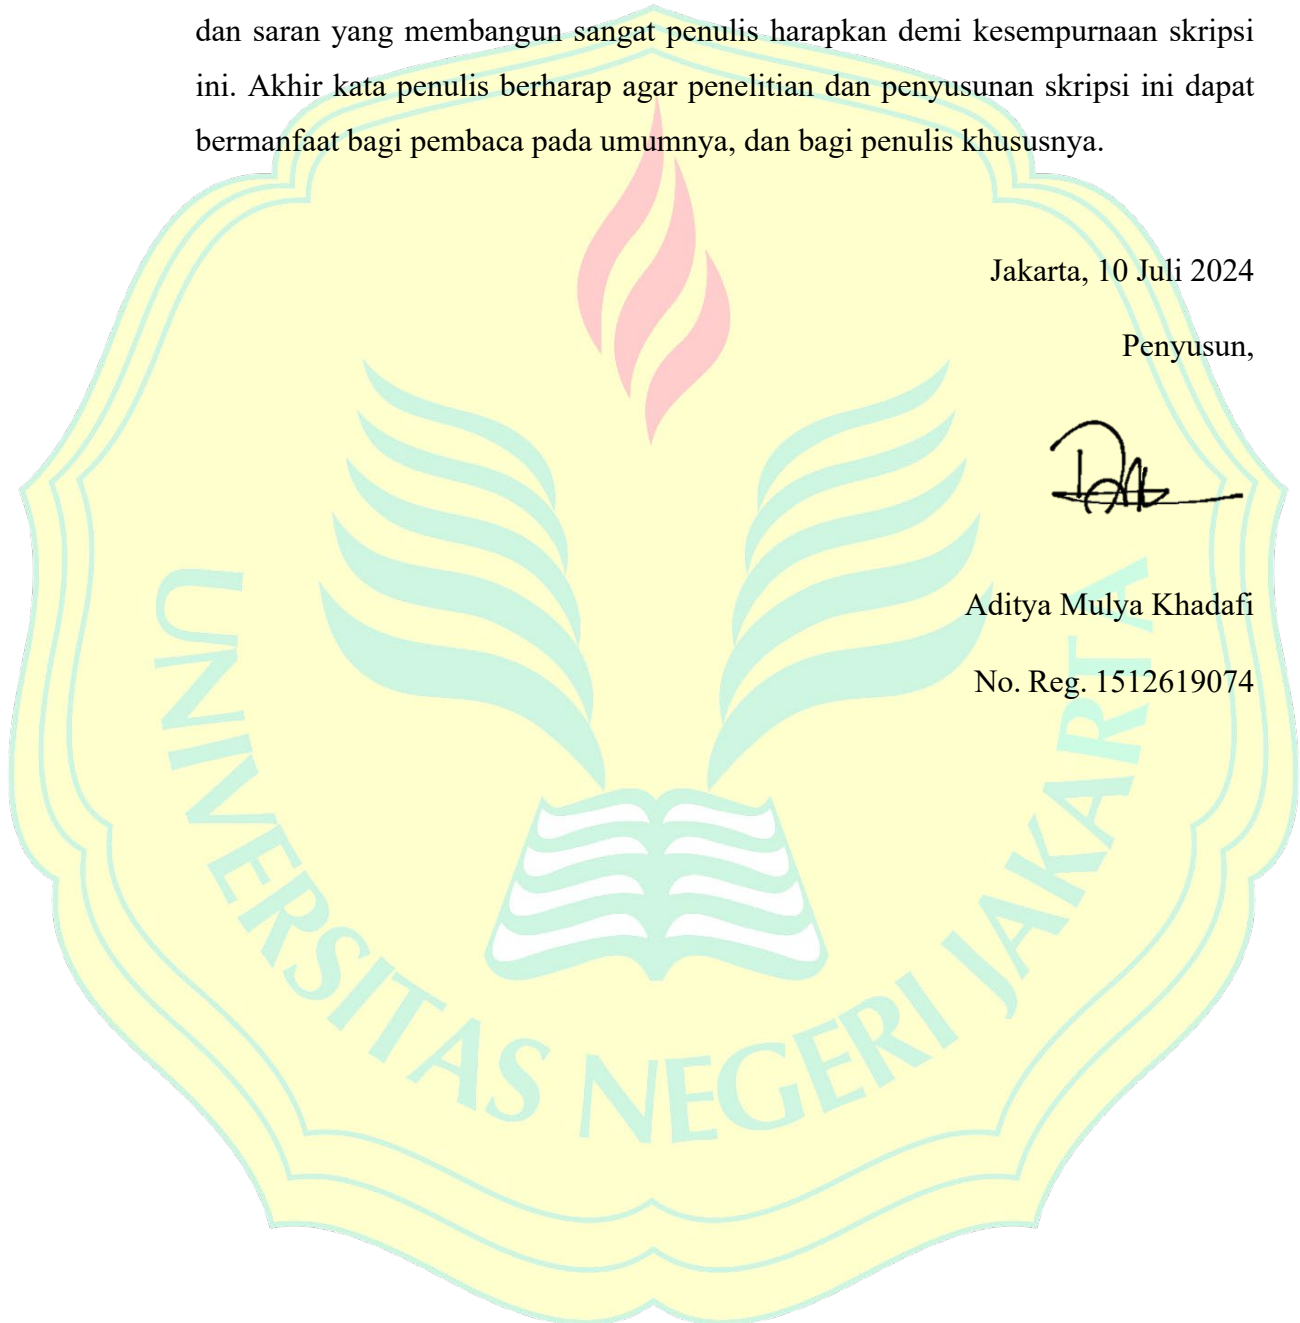 dan saran yang membangun sangat penulis harapkan demi kesempurnaan skripsi
ini. Akhir kata penulis berharap agar penelitian dan penyusunan skripsi ini dapat
bermanfaat bagi pembaca pada umumnya, dan bagi penulis khususnya.
Jakarta, 10 Juli 2024
Penyusun,
Aditya Mulya Khadafi
No. Reg. 1512619074
UNIVERSITAS NEGERI JAKARTA